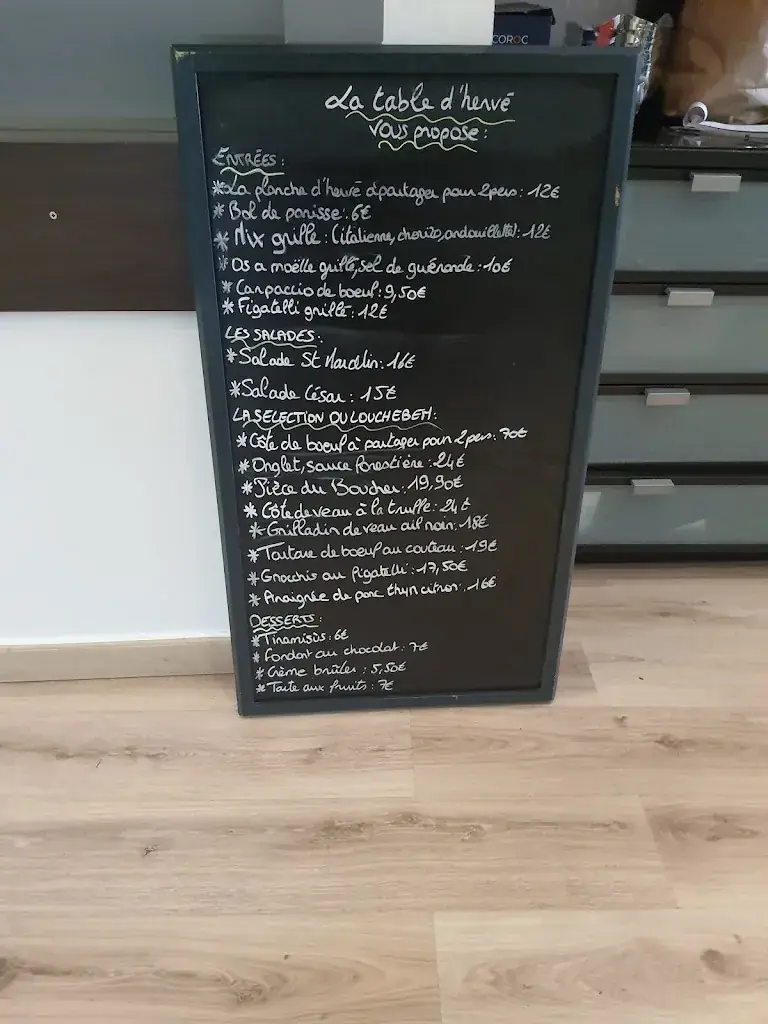 COROC
La table d'hervé
vous propose :
ENTRÉES :
*La planche d'hervé à partager pour 2pers : 12€
* Bol de panisse : 6€
* Mix grille : (italienne, chorizo, andouillette) : 12€
* Os a moëlle grillé, sel de guérande : 10€
* Carpaccio de boeuf : 9,50€
* Figatelli grillé : 12€
LES SALADES :
*Salade St Marcellin : 16€
*Salade César : 15€
LA SELECTION DU LOUCHEBEM :
*Côte de boeuf à partager pour 2 pers : 70€
* Onglet, sauce forestière : 24€
* Pièce du Boucher : 19,90€
* Côte de veau à la truffe : 24€
* Grilladin de veau ail noir : 18€
* Tartare de boeuf au couteau : 19€
* Gnocchis au figatelli : 17,50€
* Araignée de porc thym citron : 16€
DESSERTS :
*Tiramisùs : 6€
* Fondant au chocolat : 7€
* Crème brûlée : 5,50€
* Tarte aux fruits : 7€